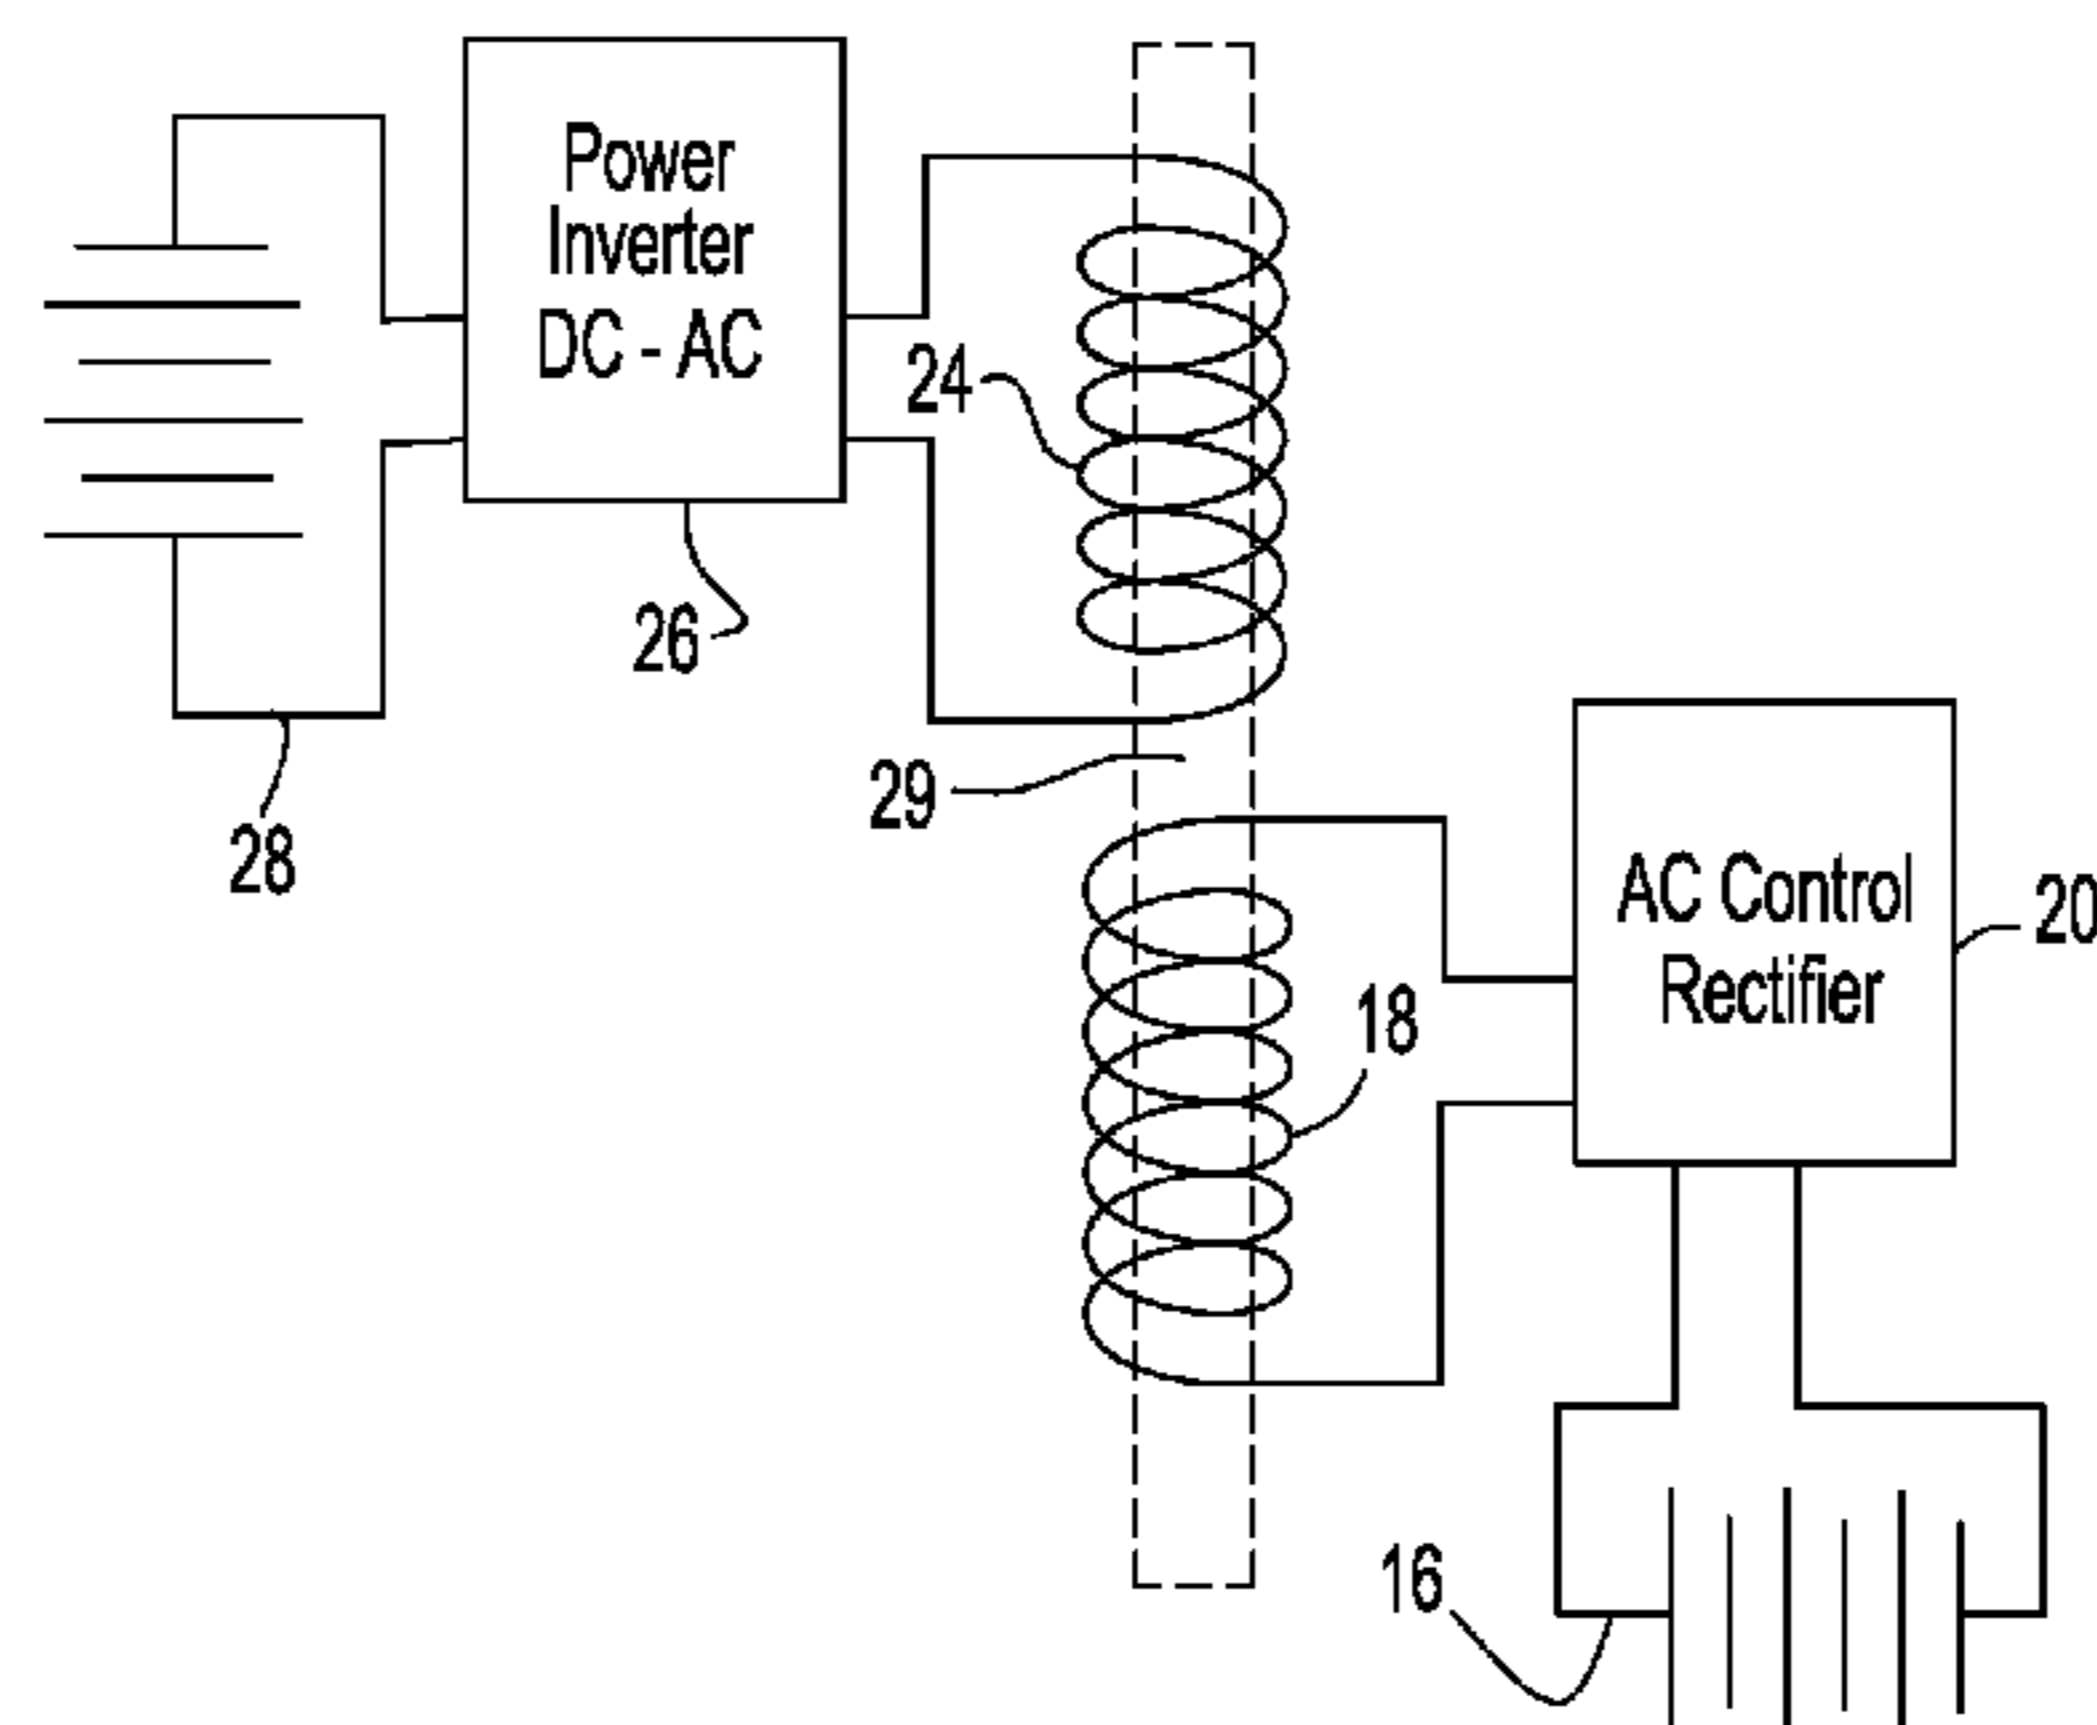 Power
Inverter
DC - AC
24
26
29
28
AC Control
Rectifier
20
18
16